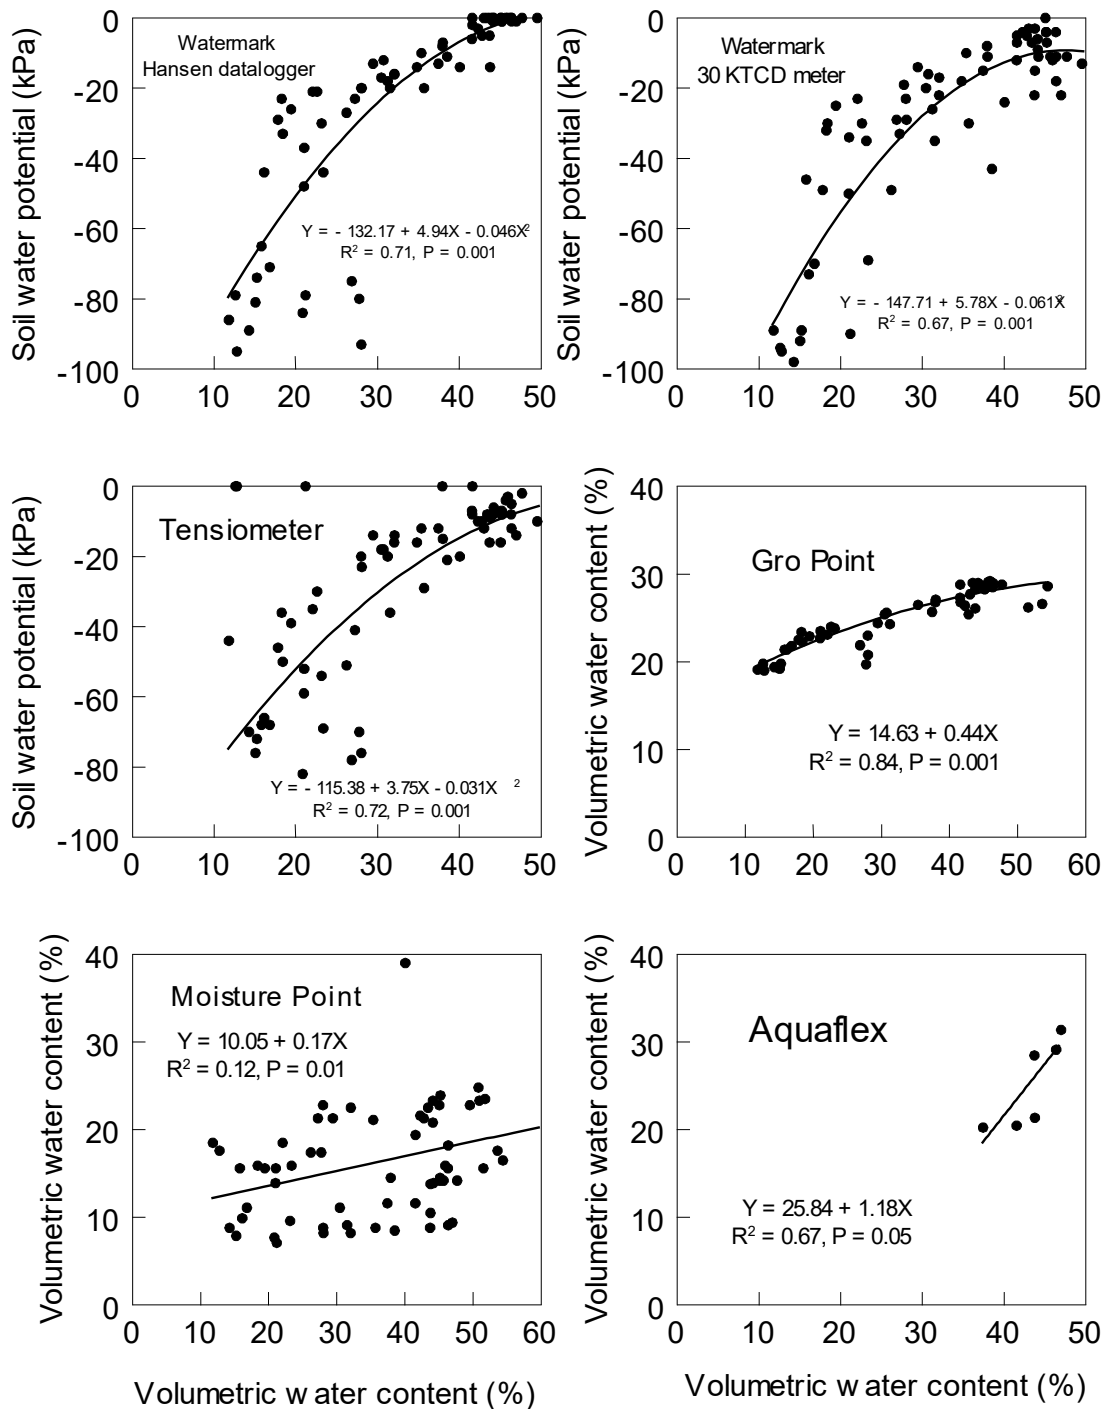 Soil water potential (kPa)
0
-20
-40
-60
-80
-100
Watermark
Hansen datalogger
Y = - 132.17 + 4.94X - 0.046X²
R² = 0.71, P = 0.001
0 10 20 30 40 50
Soil water potential (kPa)
0
-20
-40
-60
-80
-100
Watermark
30 KTCD meter
Y = - 147.71 + 5.78X - 0.061X²
R² = 0.67, P = 0.001
0 10 20 30 40 50
Soil water potential (kPa)
0
-20
-40
-60
-80
-100
Tensiometer
Y = - 115.38 + 3.75X - 0.031X ²
R² = 0.72, P = 0.001
0 10 20 30 40 50
Volumetric water content (%)
40
30
20
10
0
Gro Point
Y = 14.63 + 0.44X
R² = 0.84, P = 0.001
0 10 20 30 40 50 60
Volumetric water content (%)
40
30
20
10
0
Moisture Point
Y = 10.05 + 0.17X
R² = 0.12, P = 0.01
0 10 20 30 40 50 60
Volumetric water content (%)
Volumetric water content (%)
40
30
20
10
0
Aquaflex
Y = 25.84 + 1.18X
R² = 0.67, P = 0.05
0 10 20 30 40 50
Volumetric water content (%)